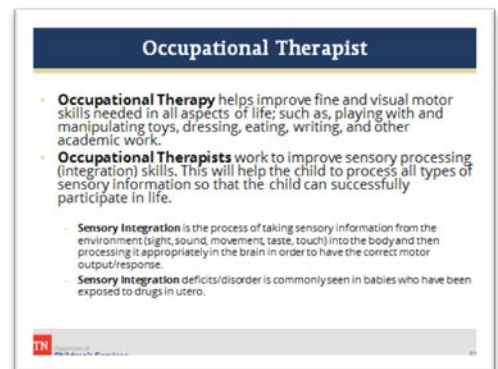 Occupational Therapist
• Occupational Therapy helps improve fine and visual motor
skills needed in all aspects of life; such as, playing with and
manipulating toys, dressing, eating, writing, and other
academic work.
• Occupational Therapists work to improve sensory processing
(integration) skills. This will help the child to process all types of
sensory information so that the child can successfully
participate in life.
– Sensory Integration is the process of taking sensory information from the
environment (sight, sound, movement, taste, touch) into the body and then
processing it appropriately in the brain in order to have the correct motor
output/response.
– Sensory Integration deficits/disorder is commonly seen in babies who have been
exposed to drugs in utero.
TN